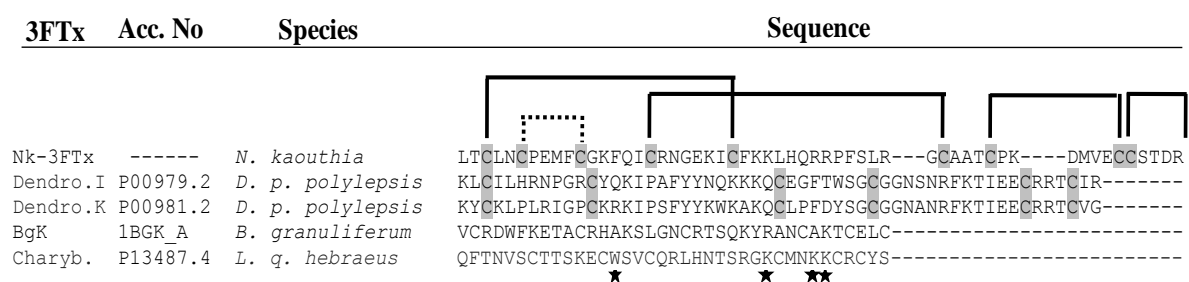 3FTx Acc. No Species Sequence
Nk-3FTx ------ N. kaouthia LTCLNCPEMFCGKFQICRNGEKICFKKLHQRRPFSLR---GCAATCPK----DMVECCSTDR
Dendro.I P00979.2 D. p. polylepsis KLCILHRNPGRCYQKIPAFYYNQKKKQCEGFTWSGCGGNSNRFKTIEECRRTCIR-------
Dendro.K P00981.2 D. p. polylepsis KYCKLPLRIGPCKRKIPSFYYKWKAKQCLPFDYSGCGGNANRFKTIEECRRTCVG-------
BgK 1BGK_A B. granuliferum VCRDWFKETACRHAKSLGNCRTSQKYRANCAKTCELC-------------------------
Charyb. P13487.4 L. q. hebraeus QFTNVSCTTSKECWSVCQRLHNTSRGKCMNKKCRCYS-------------------------